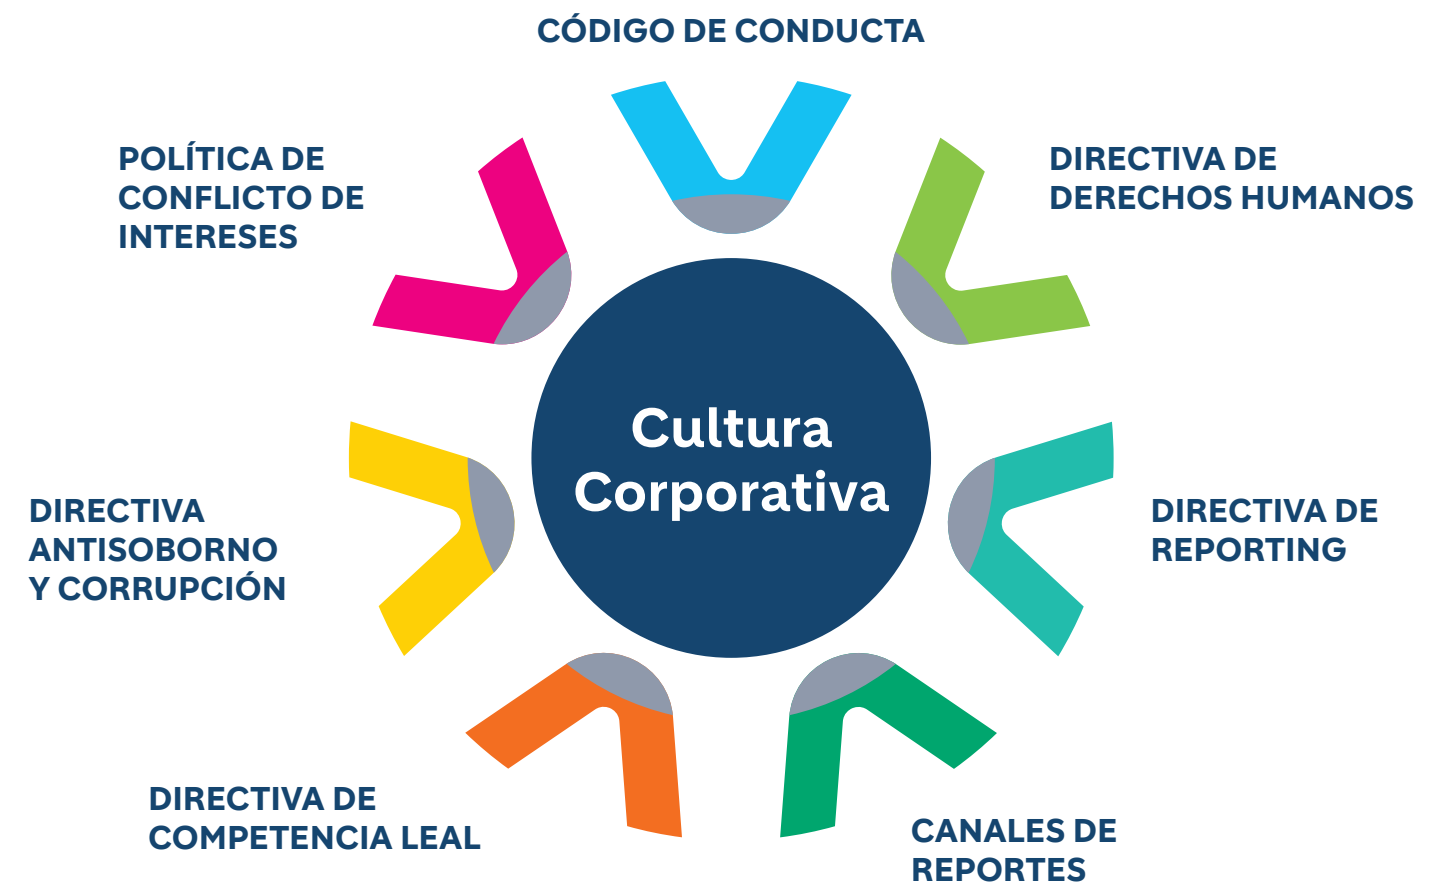 CÓDIGO DE CONDUCTA
POLÍTICA DE
CONFLICTO DE
INTERESES
DIRECTIVA DE
DERECHOS HUMANOS
Cultura
Corporativa
DIRECTIVA
ANTISOBORNO
Y CORRUPCIÓN
DIRECTIVA DE
REPORTING
DIRECTIVA DE
COMPETENCIA LEAL
CANALES DE
REPORTES